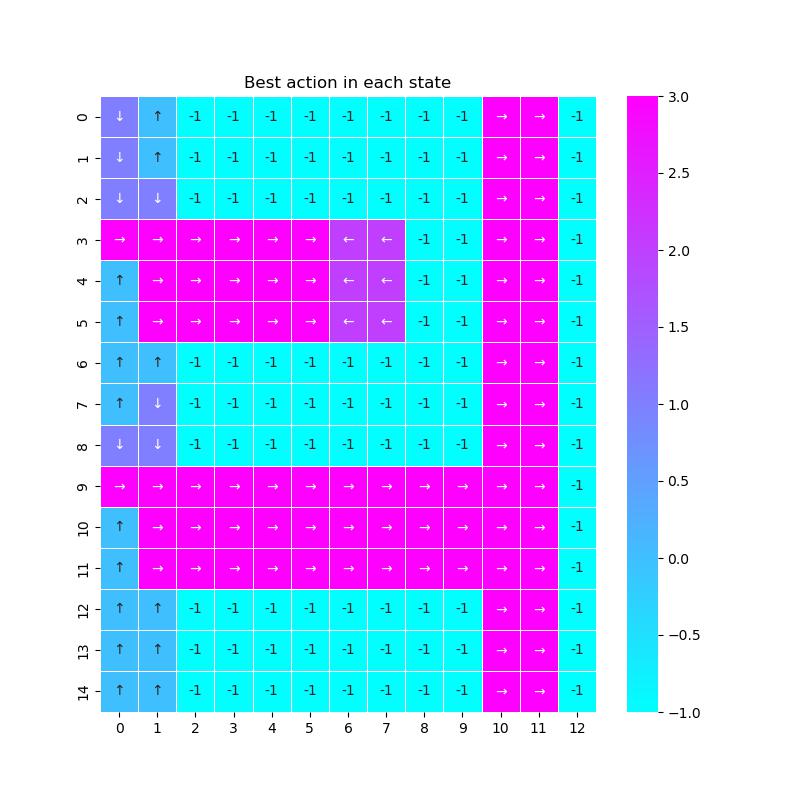 Best action in each state
0 ↓ ↑ -1 -1 -1 -1 -1 -1 -1 -1 → → -1
1 ↓ ↑ -1 -1 -1 -1 -1 -1 -1 -1 → → -1
2 ↓ ↓ -1 -1 -1 -1 -1 -1 -1 -1 → → -1
3 → → → → → → ← ← -1 -1 → → -1
4 ↑ → → → → → ← ← -1 -1 → → -1
5 ↑ → → → → → ← ← -1 -1 → → -1
6 ↑ ↑ -1 -1 -1 -1 -1 -1 -1 -1 → → -1
7 ↑ ↓ -1 -1 -1 -1 -1 -1 -1 -1 → → -1
8 ↓ ↓ -1 -1 -1 -1 -1 -1 -1 -1 → → -1
9 → → → → → → → → → → → → -1
10 ↑ → → → → → → → → → → → -1
11 ↑ → → → → → → → → → → → -1
12 ↑ ↑ -1 -1 -1 -1 -1 -1 -1 -1 → → -1
13 ↑ ↑ -1 -1 -1 -1 -1 -1 -1 -1 → → -1
14 ↑ ↑ -1 -1 -1 -1 -1 -1 -1 -1 → → -1
0 1 2 3 4 5 6 7 8 9 10 11 12
3.0
2.5
2.0
1.5
1.0
0.5
0.0
−0.5
−1.0